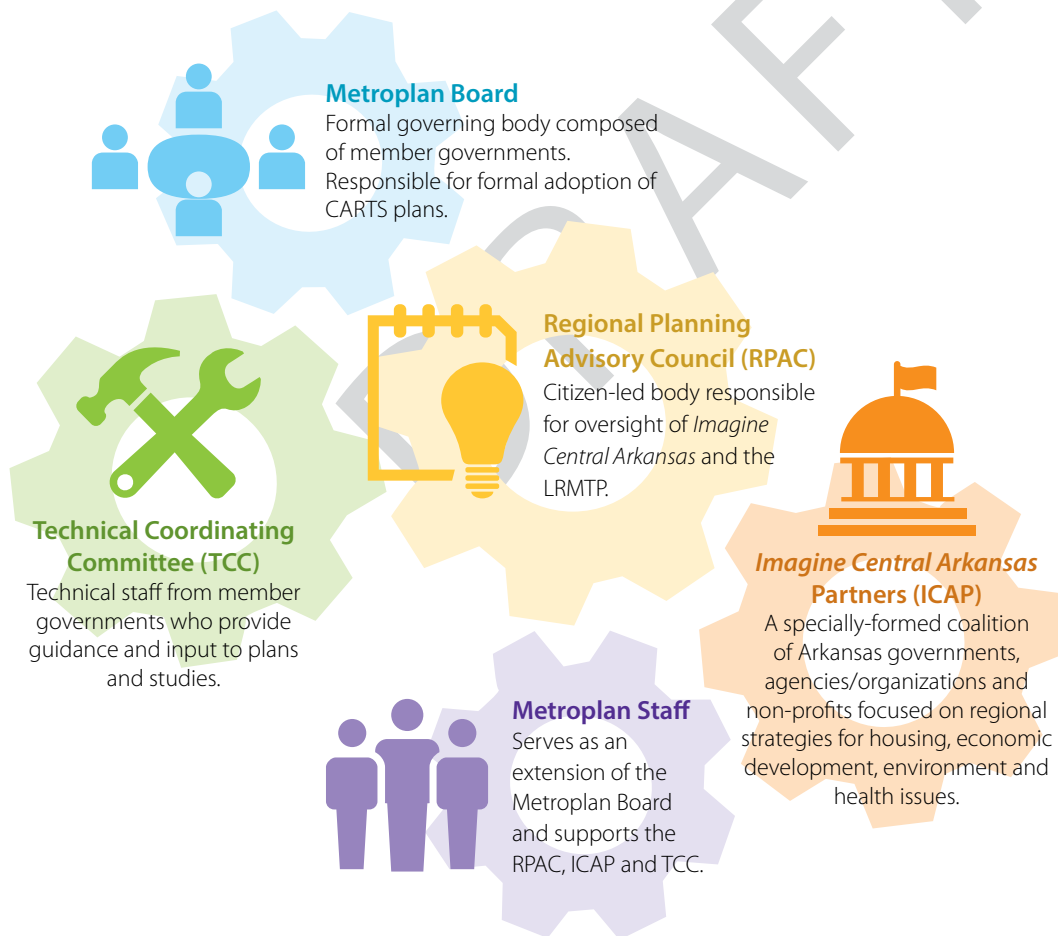 DRAFT
Metroplan Board
Formal governing body composed
of member governments.
Responsible for formal adoption of
CARTS plans.
Regional Planning
Advisory Council (RPAC)
Citizen-led body responsible
for oversight of Imagine
Central Arkansas and the
LRMTP.
Technical Coordinating
Committee (TCC)
Technical staff from member
governments who provide
guidance and input to plans
and studies.
Imagine Central Arkansas
Partners (ICAP)
A specially-formed coalition
of Arkansas governments,
agencies/organizations and
non-profits focused on regional
strategies for housing, economic
development, environment and
health issues.
Metroplan Staff
Serves as an
extension of the
Metroplan Board
and supports the
RPAC, ICAP and TCC.